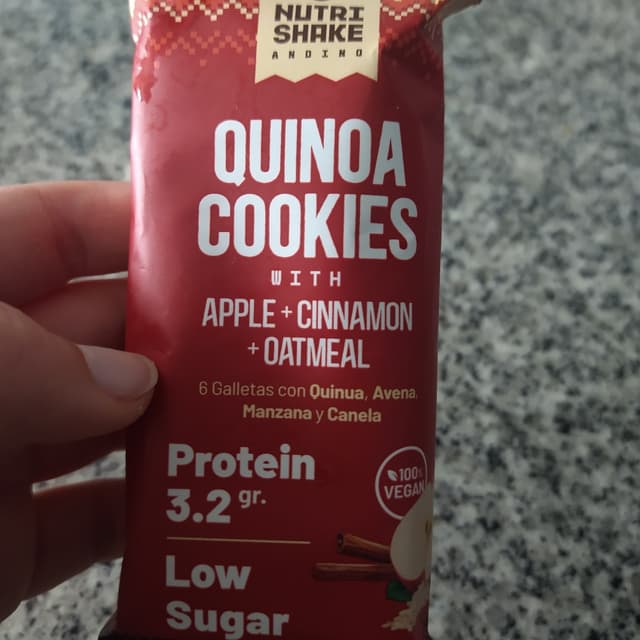 NUTRI
SHAKE
ANDINO
QUINOA
COOKIES
WITH
APPLE + CINNAMON
+ OATMEAL
6 Galletas con Quinua, Avena,
Manzana y Canela
Protein
3.2 gr.
100%
VEGAN
Low
Sugar